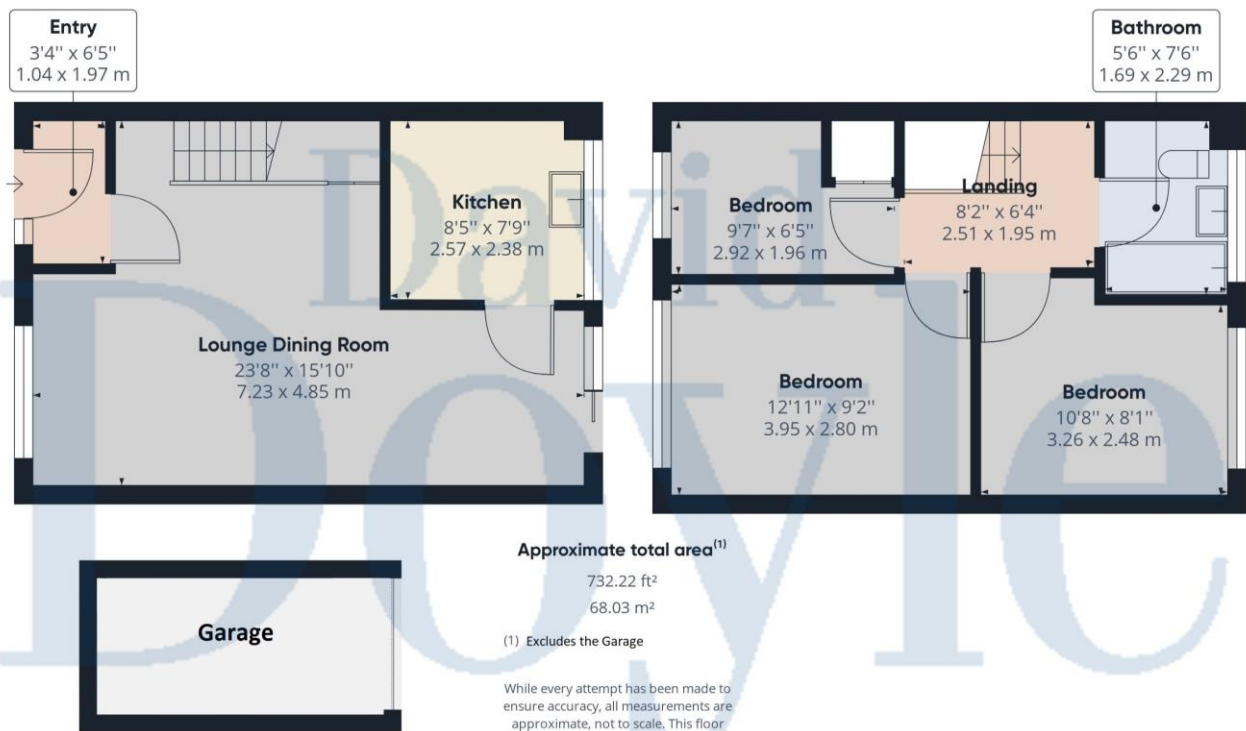 Entry
3'4" x 6'5"
1.04 x 1.97 m
Bathroom
5'6" x 7'6"
1.69 x 2.29 m
Kitchen
8'5" x 7'9"
2.57 x 2.38 m
Lounge Dining Room
23'8" x 15'10"
7.23 x 4.85 m
Bedroom
9'7" x 6'5"
2.92 x 1.96 m
Landing
8'2" x 6'4"
2.51 x 1.95 m
Bedroom
12'11" x 9'2"
3.95 x 2.80 m
Bedroom
10'8" x 8'1"
3.26 x 2.48 m
David
Doyle
Garage
Approximate total area(1)
732.22 ft²
68.03 m²
(1) Excludes the Garage
While every attempt has been made to
ensure accuracy, all measurements are
approximate, not to scale. This floor